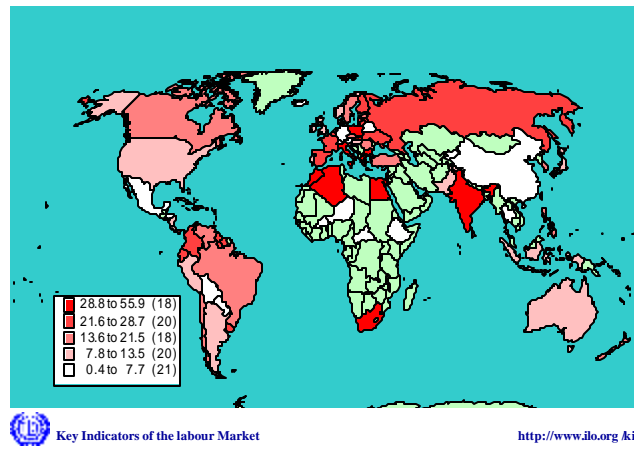 28.8 to 55.9 (18)
21.6 to 28.7 (20)
13.6 to 21.5 (18)
7.8 to 13.5 (20)
0.4 to 7.7 (21)
Key Indicators of the labour Market
http://www.ilo.org /ki